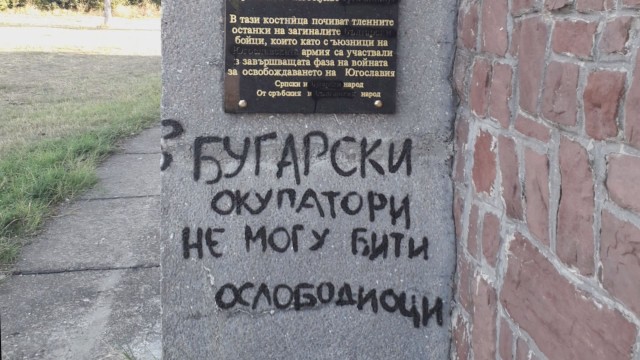 В тази костница почиват тленните
останки на загиналите
бойци, които като съюзници на
армия са участвали
в завършващата фаза на войната
за освобождаването на Югославия
Српски и народ
От сръбския и народ
БУГАРСКИ
ОКУПАТОРИ
НЕ МОГУ БИТИ
ОСЛОБОДИОЦИ